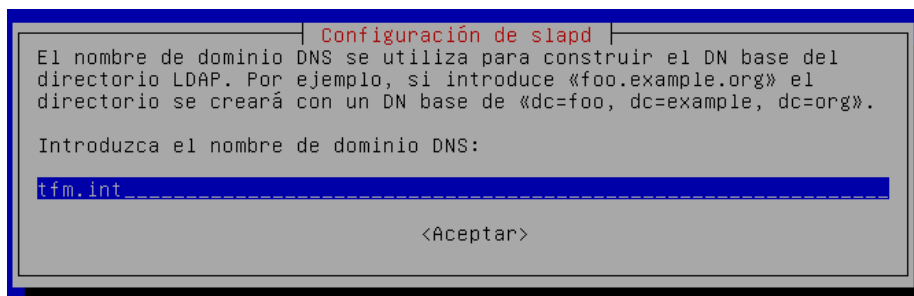 Configuración de slapd
El nombre de dominio DNS se utiliza para construir el DN base del
directorio LDAP. Por ejemplo, si introduce «foo.example.org» el
directorio se creará con un DN base de «dc=foo, dc=example, dc=org».
Introduzca el nombre de dominio DNS:
tfm.int
<Aceptar>